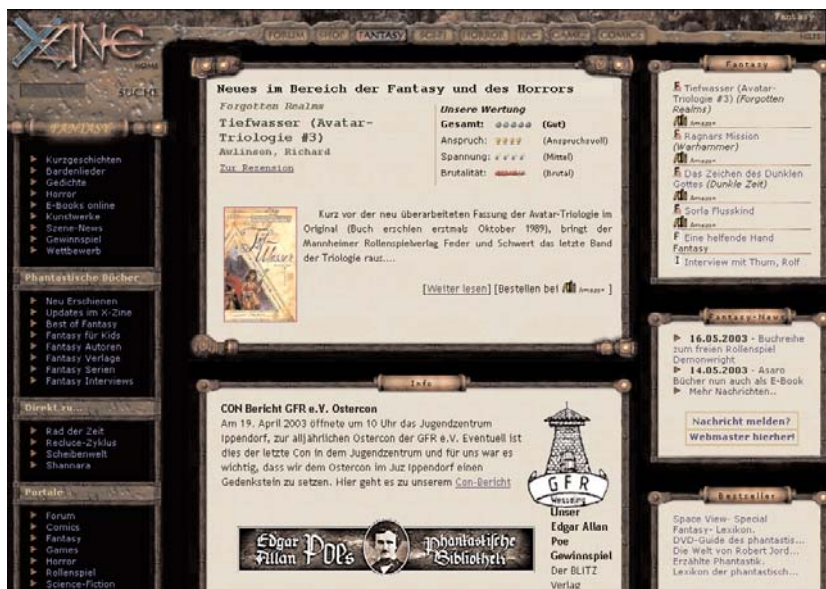 X-ZINE
HOME
SUCHE
FANTASY
Kurzgeschichten
Bardenlieder
Gedichte
Horror
E-Books online
Kunstwerke
Szene-News
Gewinnspiel
Wettbewerb
Phantastische Bücher
Neu Erschienen
Updates im X-Zine
Best of Fantasy
Fantasy für Kids
Fantasy Autoren
Fantasy Verlage
Fantasy Serien
Fantasy Interviews
Direkt zu...
Rad der Zeit
Recluce-Zyklus
Scheibenwelt
Shannara
Portale
Forum
Comics
Fantasy
Games
Horror
Rollenspiel
Science-Fiction
FORUM SHOP FANTASY SCI-FI HORROR RPG GAMEZ COMICS
Fantasy
HILFE
Neues im Bereich der Fantasy und des Horrors
Forgotten Realms
Tiefwasser (Avatar-
Triologie #3)
Awlinson, Richard
Zur Rezension
Unsere Wertung
Gesamt: (Gut)
Anspruch: (Anspruchsvoll)
Spannung: (Mittel)
Brutalität: (Brutal)
Kurz vor der neu überarbeiteten Fassung der Avatar-Triologie im
Original (Buch erschien erstmals Oktober 1989), bringt der
Mannheimer Rollenspielverlag Feder und Schwert das letzte Band
der Triologie raus....
[Weiter lesen] [Bestellen bei Amazon ]
Info
CON Bericht GFR e.V. Ostercon
Am 19. April 2003 öffnete um 10 Uhr das Jugendzentrum
Ippendorf, zur alljährlichen Ostercon der GFR e.V. Eventuell ist
dies der letzte Con in dem Jugendzentrum und für uns war es
wichtig, dass wir dem Ostercon im Juz Ippendorf einen
Gedenkstein zu setzen. Hier geht es zu unserem Con-Bericht
GFR
Wesseling
Edgar Allan Poes Phantastische Bibliothek
Unser
Edgar Allan
Poe
Gewinnspiel
Der BLITZ
Verlag
Fantasy
Tiefwasser (Avatar-
Triologie #3) (Forgotten
Realms)
Amazon
Ragnars Mission
(Warhammer)
Amazon
Das Zeichen des Dunklen
Gottes (Dunkle Zeit)
Amazon
Sorla Flusskind
Amazon
F Eine helfende Hand
Fantasy
I Interview mit Thum, Rolf
Fantasy-News
16.05.2003 - Buchreihe
zum freien Rollenspiel
Demonwright
14.05.2003 - Asaro
Bücher nun auch als E-Book
Mehr Nachrichten..
Nachricht melden?
Webmaster hierher!
Bestseller
Space View- Special
Fantasy- Lexikon.
DVD-Guide des phantastis...
Die Welt von Robert Jord...
Erzählte Phantastik.
Lexikon der phantastisch...